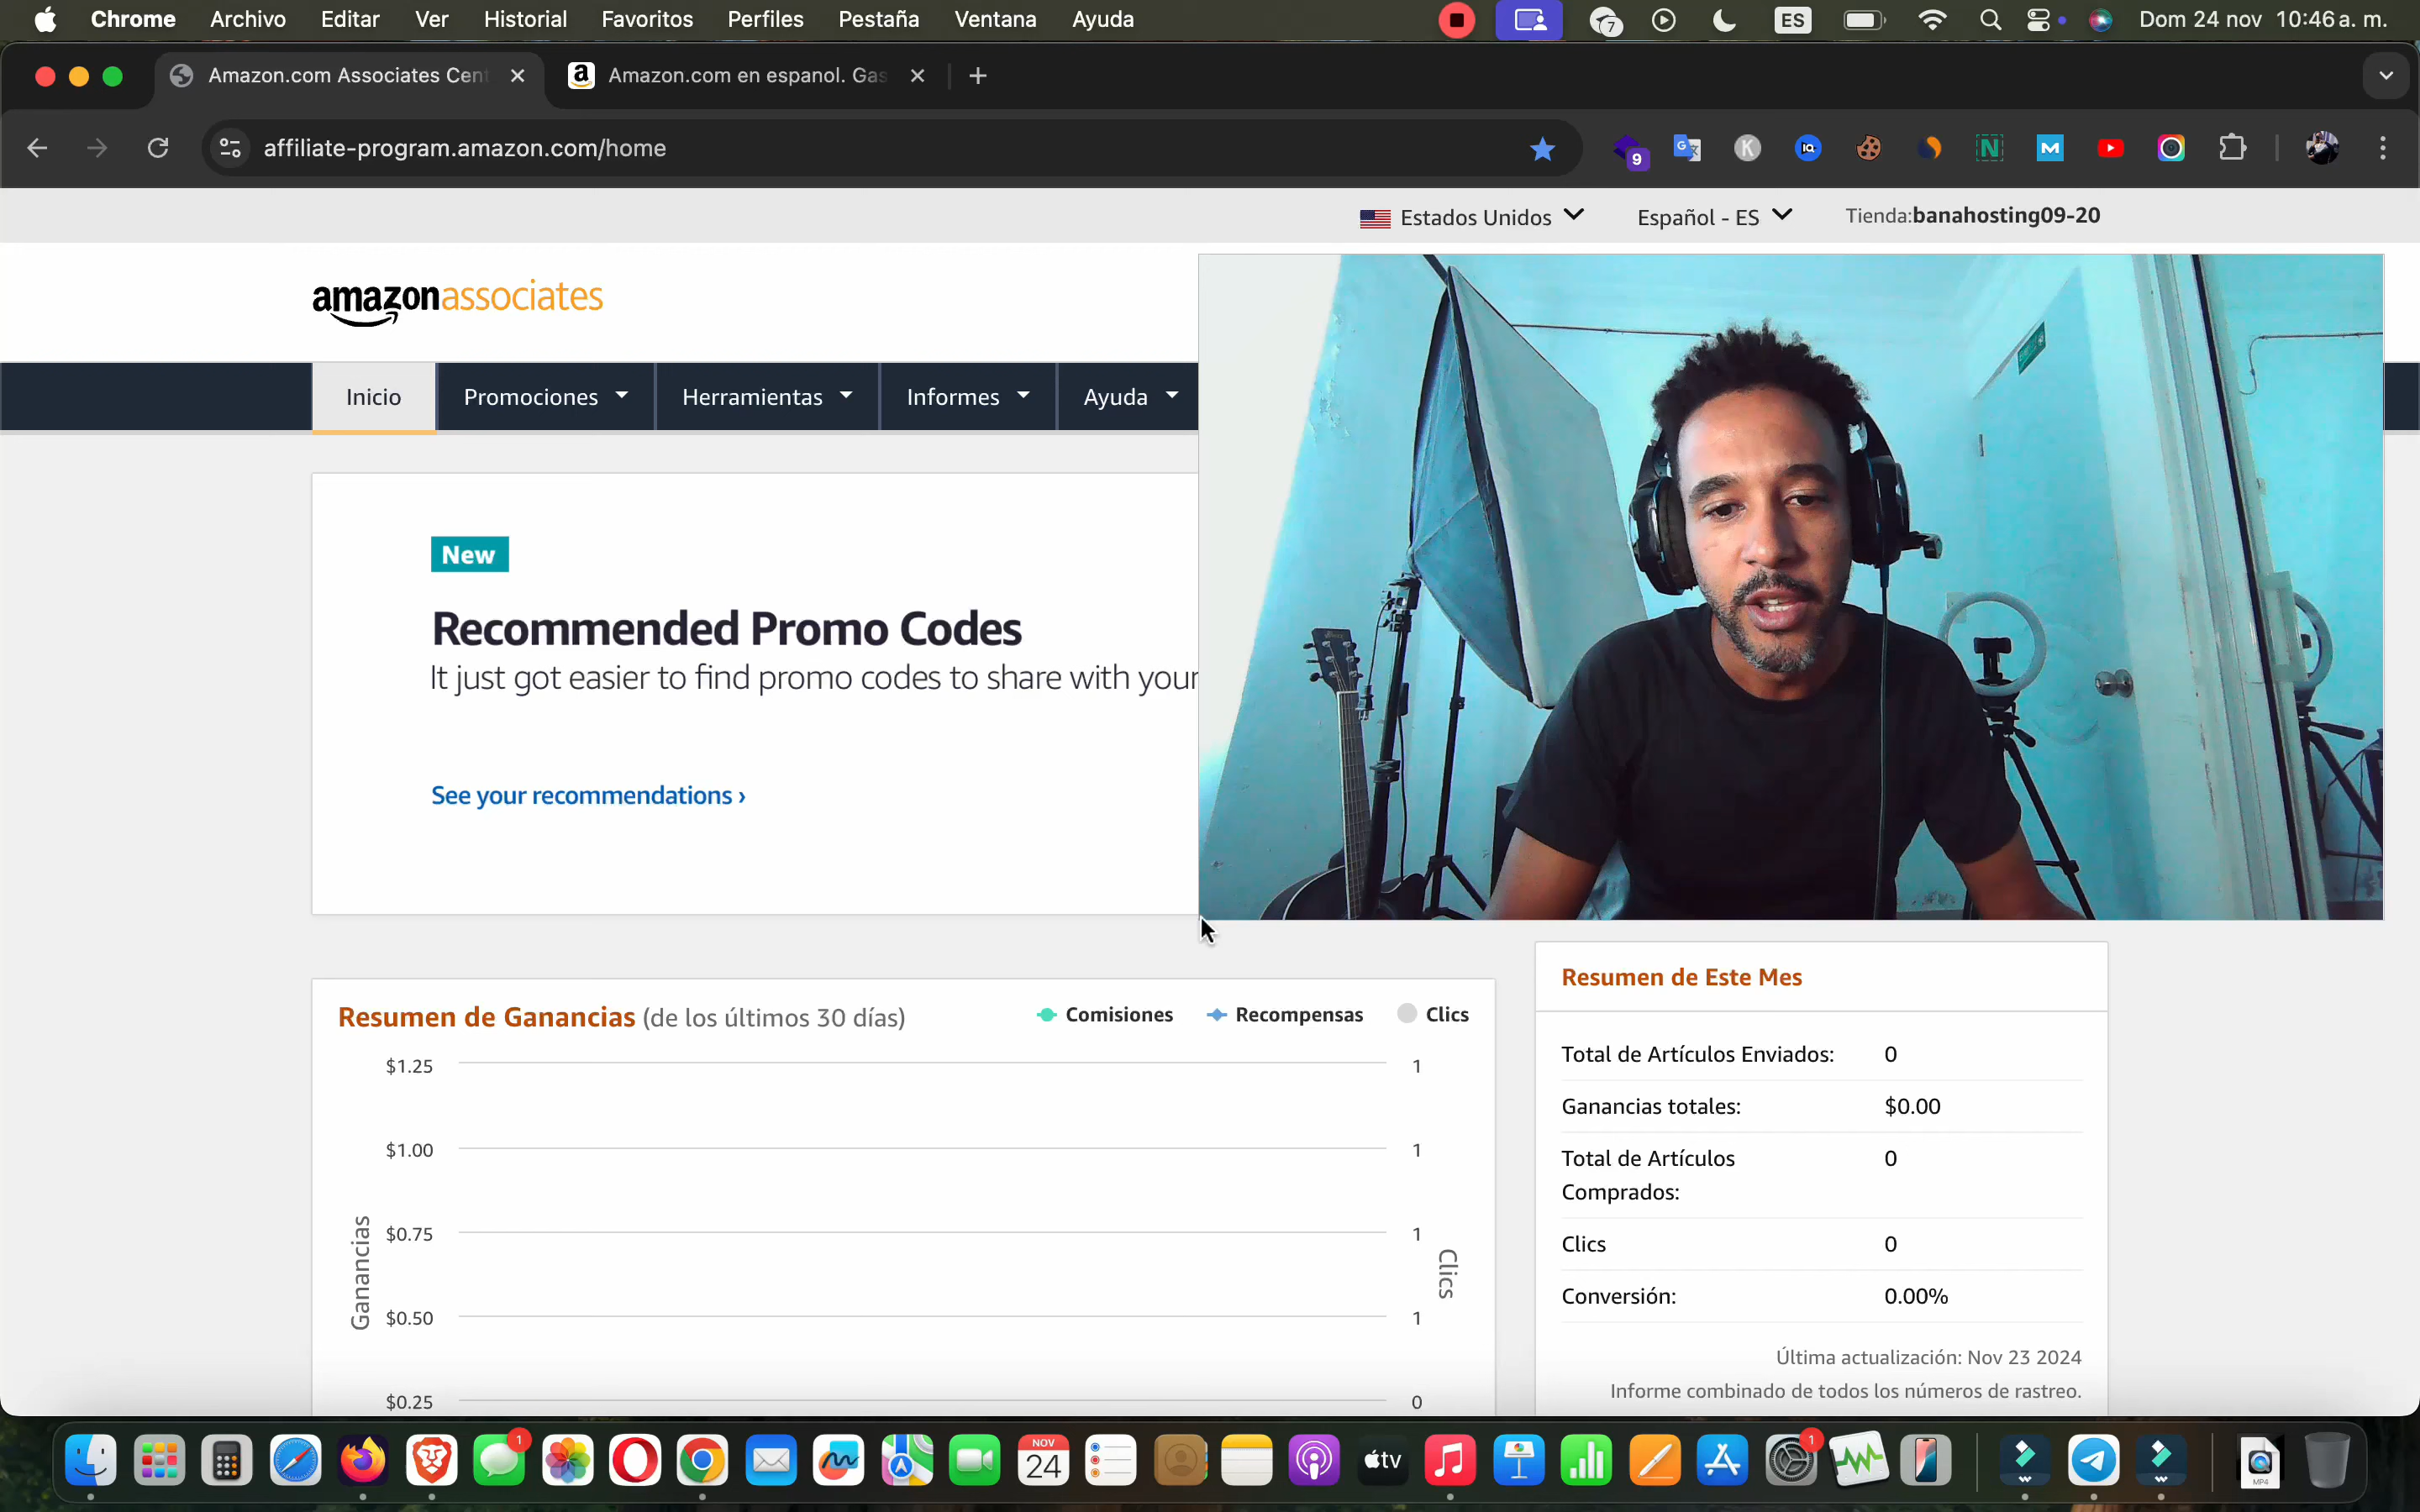 Chrome Archivo Editar Ver Historial Favoritos Perfiles Pestaña Ventana Ayuda 7 ES Dom 24 nov 10:46 a. m.
Amazon.com Associates Cent Amazon.com en espanol. Gas
affiliate-program.amazon.com/home 9
Estados Unidos Español - ES Tienda:banahosting09-20
amazonassociates
Inicio Promociones Herramientas Informes Ayuda
New
Recommended Promo Codes
It just got easier to find promo codes to share with your
See your recommendations ›
Resumen de Ganancias (de los últimos 30 días) Comisiones Recompensas Clics
$1.25 1
$1.00 1
$0.75 1
$0.50 1
$0.25 0
Ganancias
Clics
Resumen de Este Mes
Total de Artículos Enviados: 0
Ganancias totales: $0.00
Total de Artículos 0
Comprados:
Clics 0
Conversión: 0.00%
Última actualización: Nov 23 2024
Informe combinado de todos los números de rastreo.
1 NOV 24 tv 1 MP4